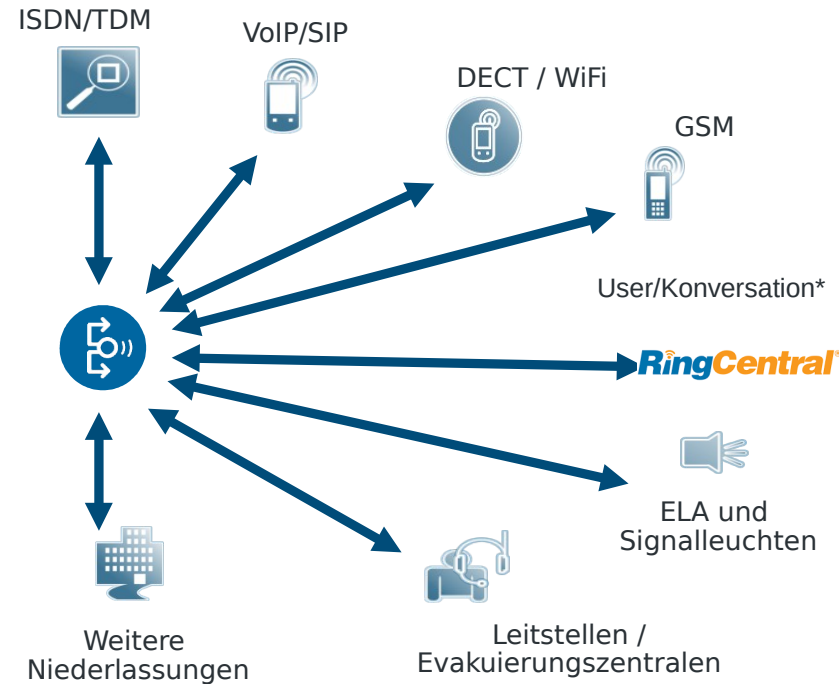 ISDN/TDM
VoIP/SIP
DECT / WiFi
GSM
User/Konversation*
RingCentral®
ELA und
Signalleuchten
Leitstellen /
Evakuierungszentralen
Weitere
Niederlassungen